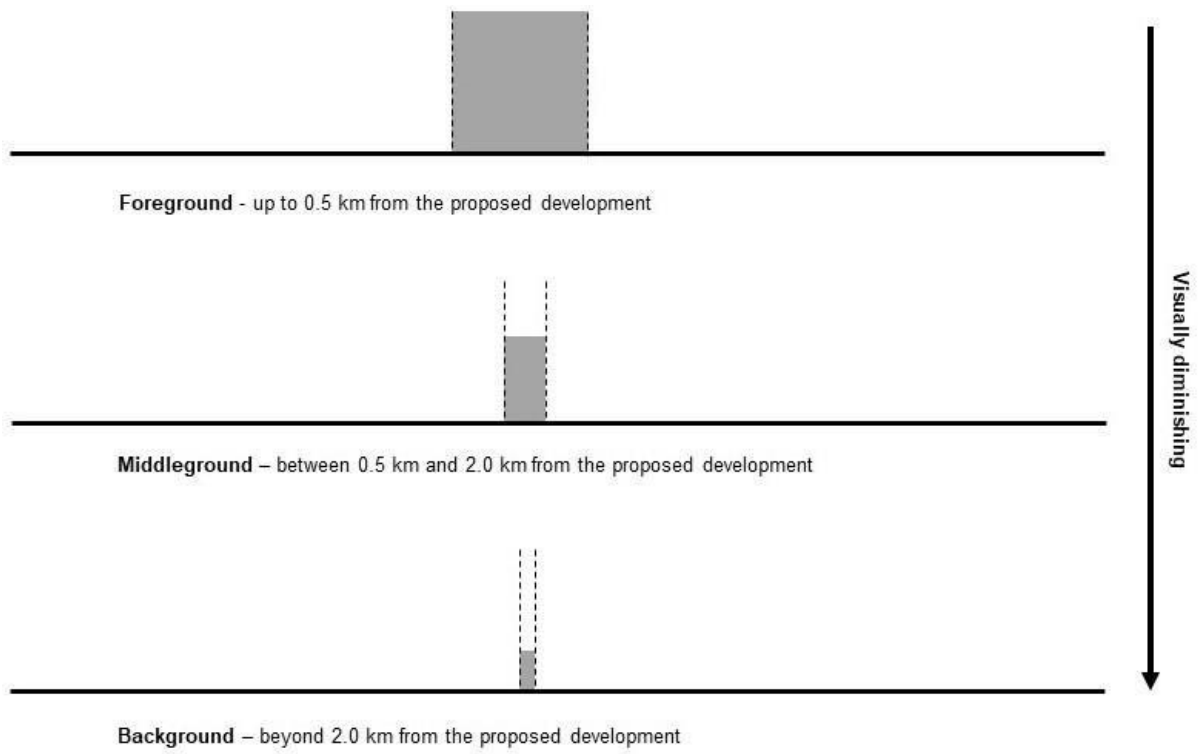 Foreground - up to 0.5 km from the proposed development
Visually diminishing
Middleground – between 0.5 km and 2.0 km from the proposed development
Background – beyond 2.0 km from the proposed development